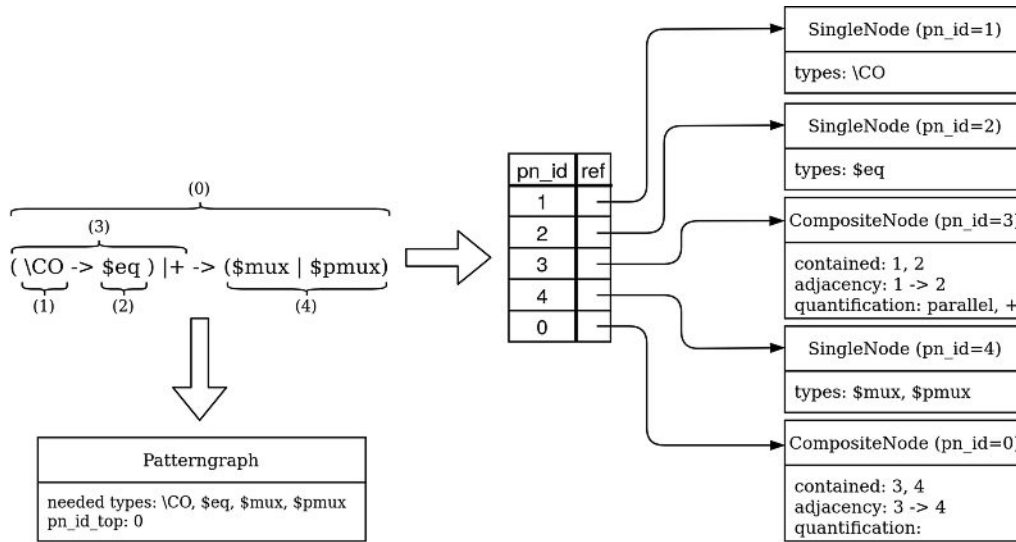 (0)
(3)
( \CO -> $eq ) |+ -> ($mux | $pmux)
(1) (2) (4)
Patterngraph
needed types: \CO, $eq, $mux, $pmux
pn_id_top: 0
pn_id ref
1
2
3
4
0
SingleNode (pn_id=1)
types: \CO
SingleNode (pn_id=2)
types: $eq
CompositeNode (pn_id=3)
contained: 1, 2
adjacency: 1 -> 2
quantification: parallel, +
SingleNode (pn_id=4)
types: $mux, $pmux
CompositeNode (pn_id=0)
contained: 3, 4
adjacency: 3 -> 4
quantification: